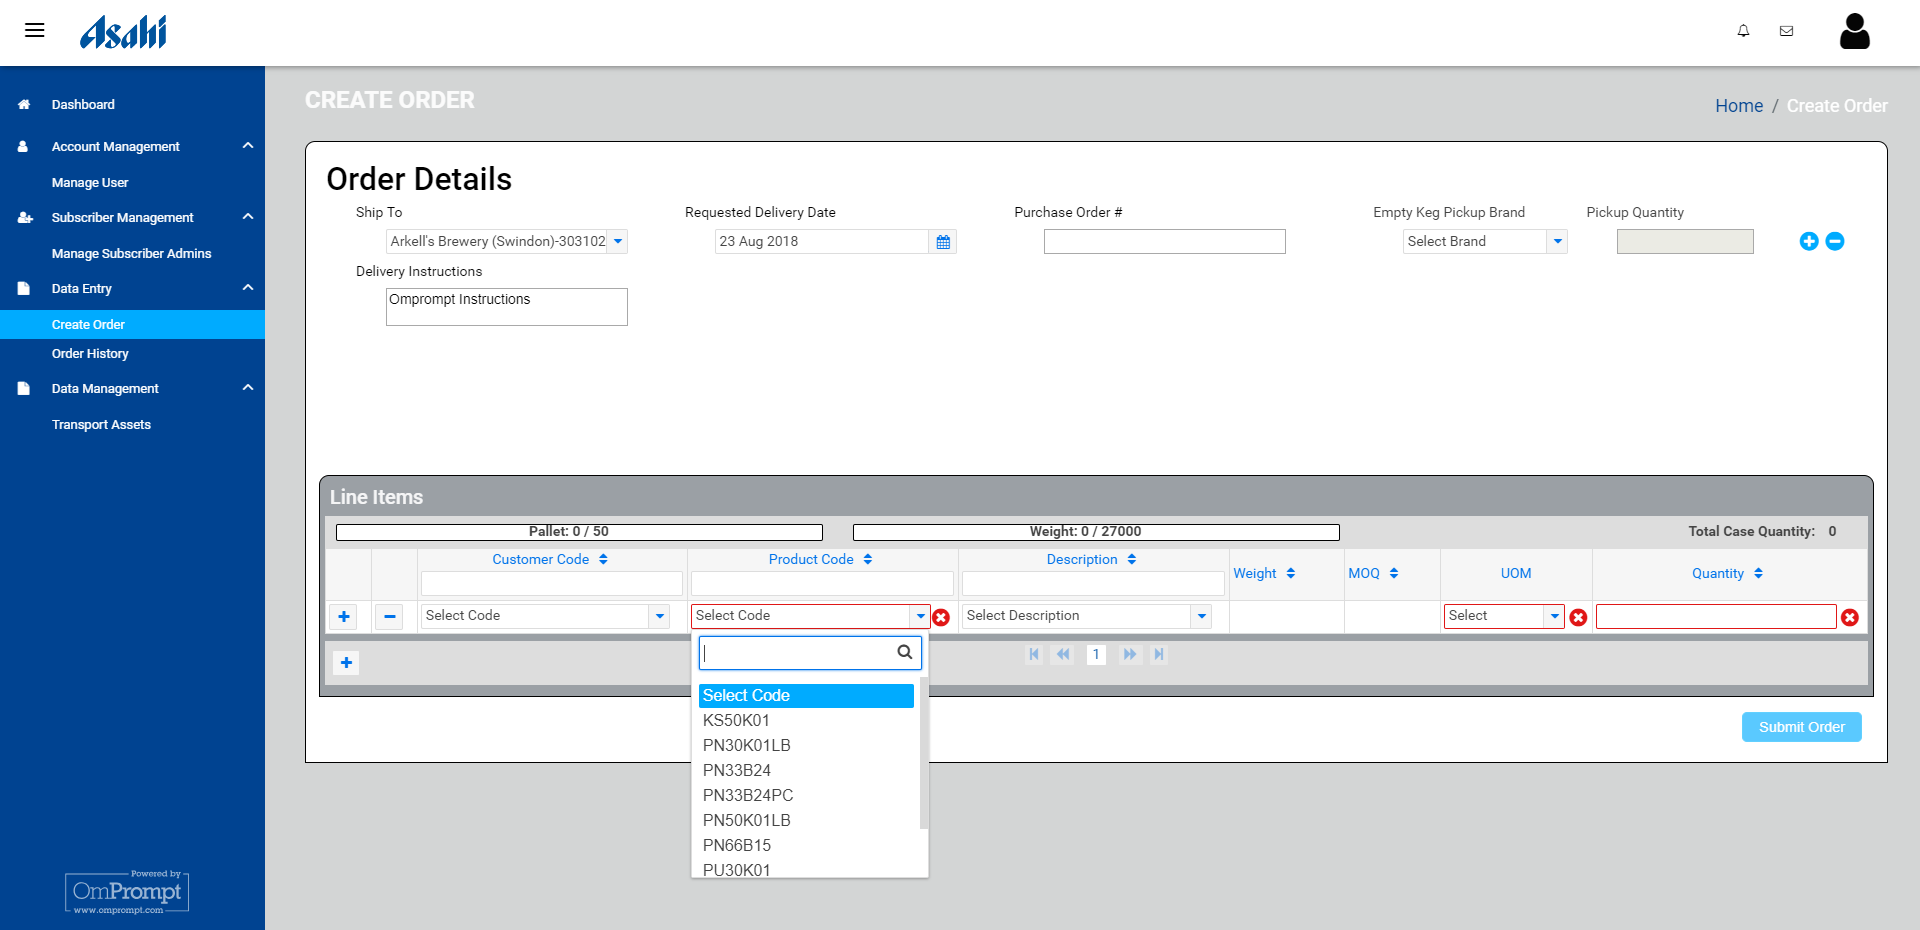 Asahi
Dashboard
Account Management
Manage User
Subscriber Management
Manage Subscriber Admins
Data Entry
Create Order
Order History
Data Management
Transport Assets
Powered by
OmPrompt
www.omprompt.com
CREATE ORDER
Home / Create Order
Order Details
Ship To
Requested Delivery Date
Purchase Order #
Empty Keg Pickup Brand
Pickup Quantity
Arkell's Brewery (Swindon)-303102
23 Aug 2018
Select Brand
Delivery Instructions
Omprompt Instructions
Line Items
Pallet: 0 / 50
Weight: 0 / 27000
Total Case Quantity: 0
Customer Code
Product Code
Description
Weight
MOQ
UOM
Quantity
Select Code
Select Code
Select Description
Select
1
Select Code
KS50K01
PN30K01LB
PN33B24
PN33B24PC
PN50K01LB
PN66B15
PU30K01
Submit Order